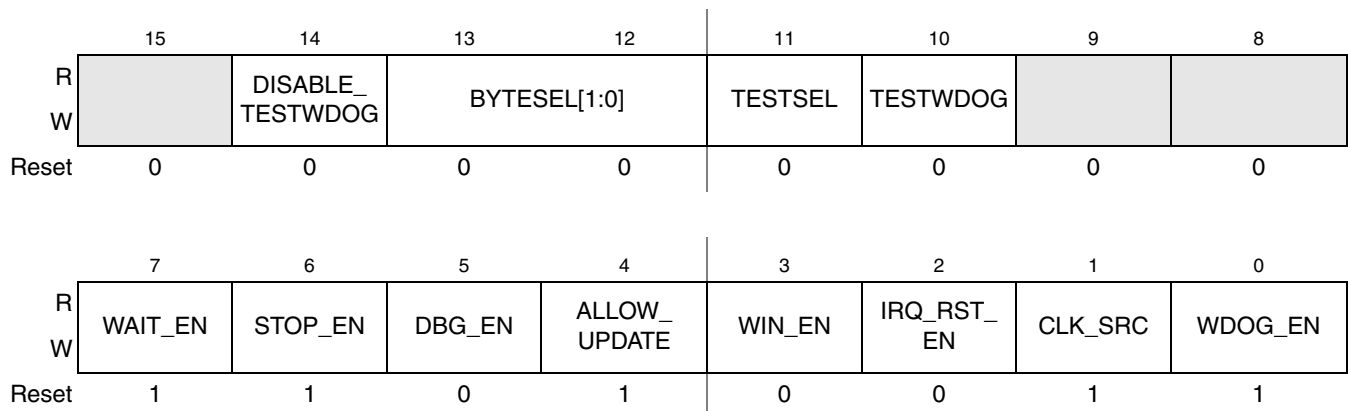 15 14 13 12 11 10 9 8
R
W
DISABLE_
TESTWDOG
BYTESEL[1:0]
TESTSEL
TESTWDOG
Reset 0 0 0 0 0 0 0 0
7 6 5 4 3 2 1 0
R
W
WAIT_EN
STOP_EN
DBG_EN
ALLOW_
UPDATE
WIN_EN
IRQ_RST_
EN
CLK_SRC
WDOG_EN
Reset 1 1 0 1 0 0 1 1